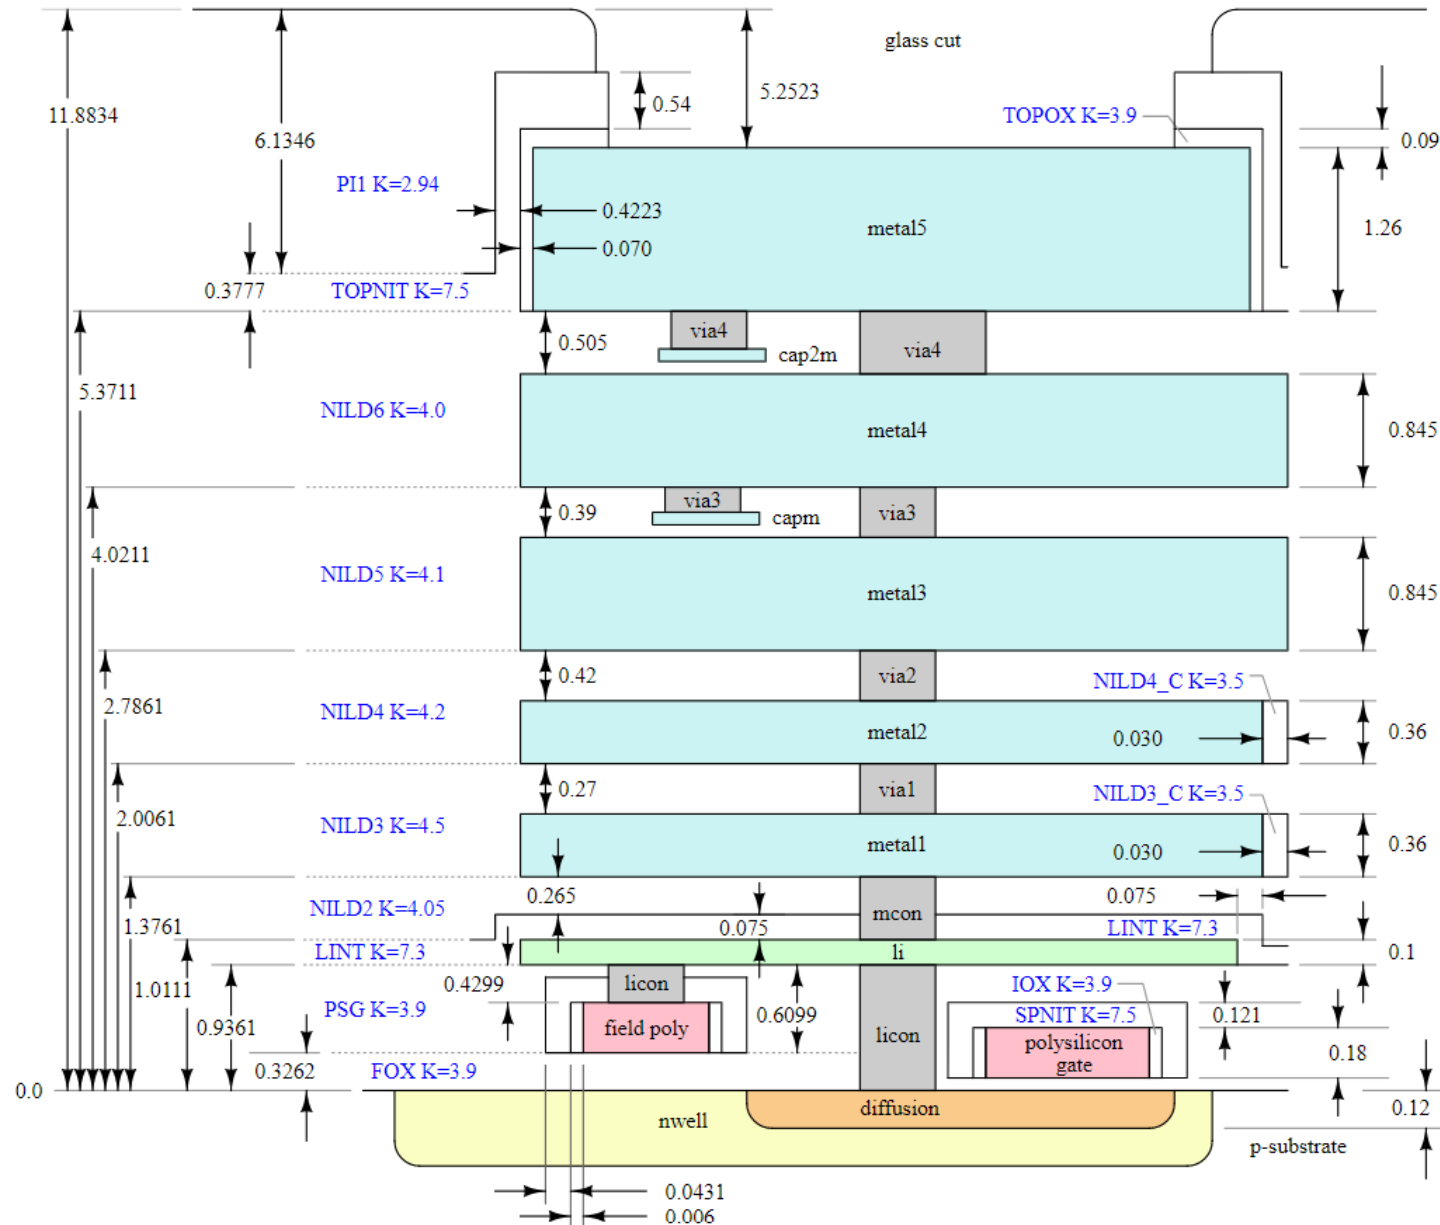 glass cut
11.8834
6.1346
0.54
5.2523
TOPOX K=3.9
0.09
PI1 K=2.94
0.4223
metal5
1.26
0.070
0.3777
TOPNIT K=7.5
via4
0.505
cap2m
via4
5.3711
NILD6 K=4.0
metal4
0.845
via3
0.39
capm
via3
4.0211
NILD5 K=4.1
metal3
0.845
0.42
via2
NILD4_C K=3.5
2.7861
NILD4 K=4.2
metal2
0.030
0.36
0.27
via1
NILD3_C K=3.5
2.0061
NILD3 K=4.5
metal1
0.030
0.36
0.265
0.075
NILD2 K=4.05
mcon
1.3761
0.075
LINT K=7.3
LINT K=7.3
li
0.1
0.4299
licon
IOX K=3.9
1.0111
PSG K=3.9
0.6099
SPNIT K=7.5
0.121
0.9361
field poly
licon
polysilicon
gate
0.18
0.3262
FOX K=3.9
0.0
diffusion
0.12
nwell
p-substrate
0.0431
0.006